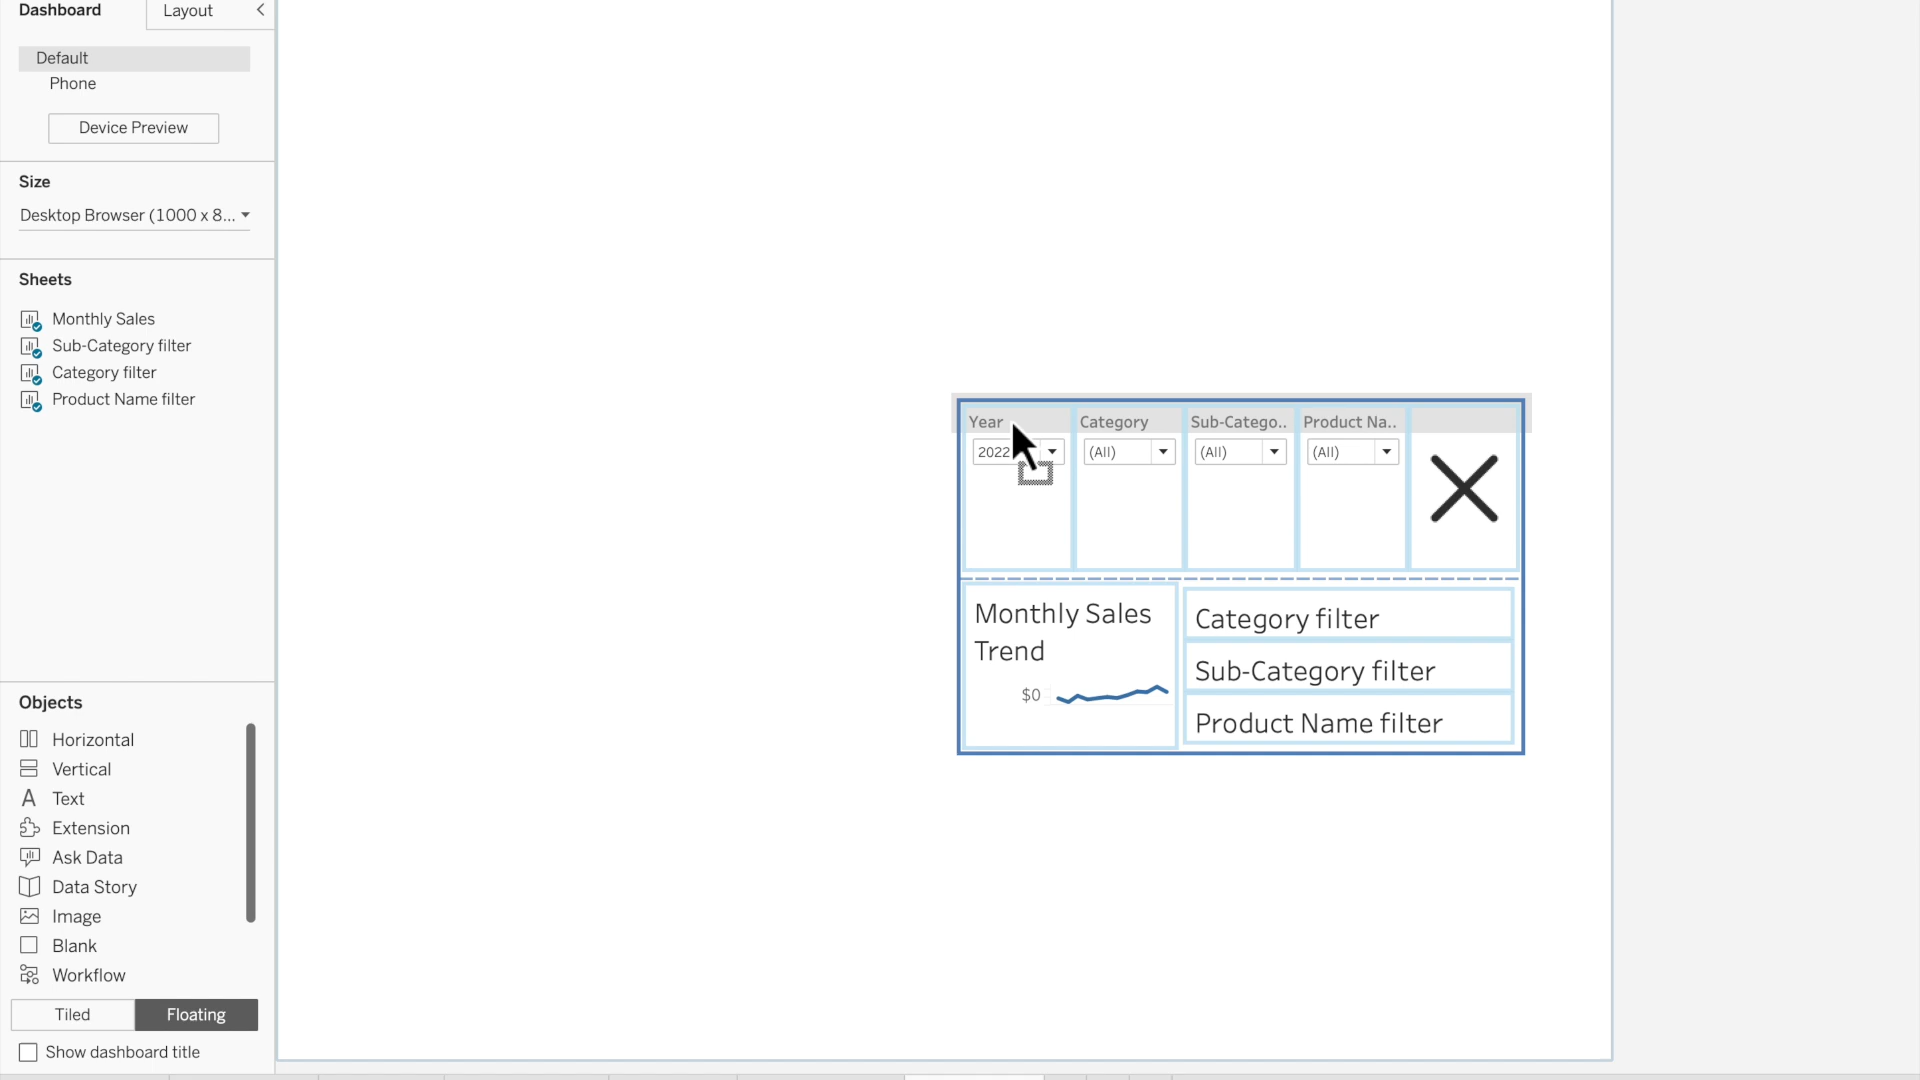 Dashboard
Layout
Default
Phone
Device Preview
Size
Desktop Browser (1000 x 8...
Sheets
Monthly Sales
Sub-Category filter
Category filter
Product Name filter
Objects
Horizontal
Vertical
Text
Extension
Ask Data
Data Story
Image
Blank
Workflow
Tiled
Floating
Show dashboard title
Year
Category
Sub-Catego..
Product Na..
2022
(All)
(All)
(All)
Monthly Sales
Trend
$0
Category filter
Sub-Category filter
Product Name filter